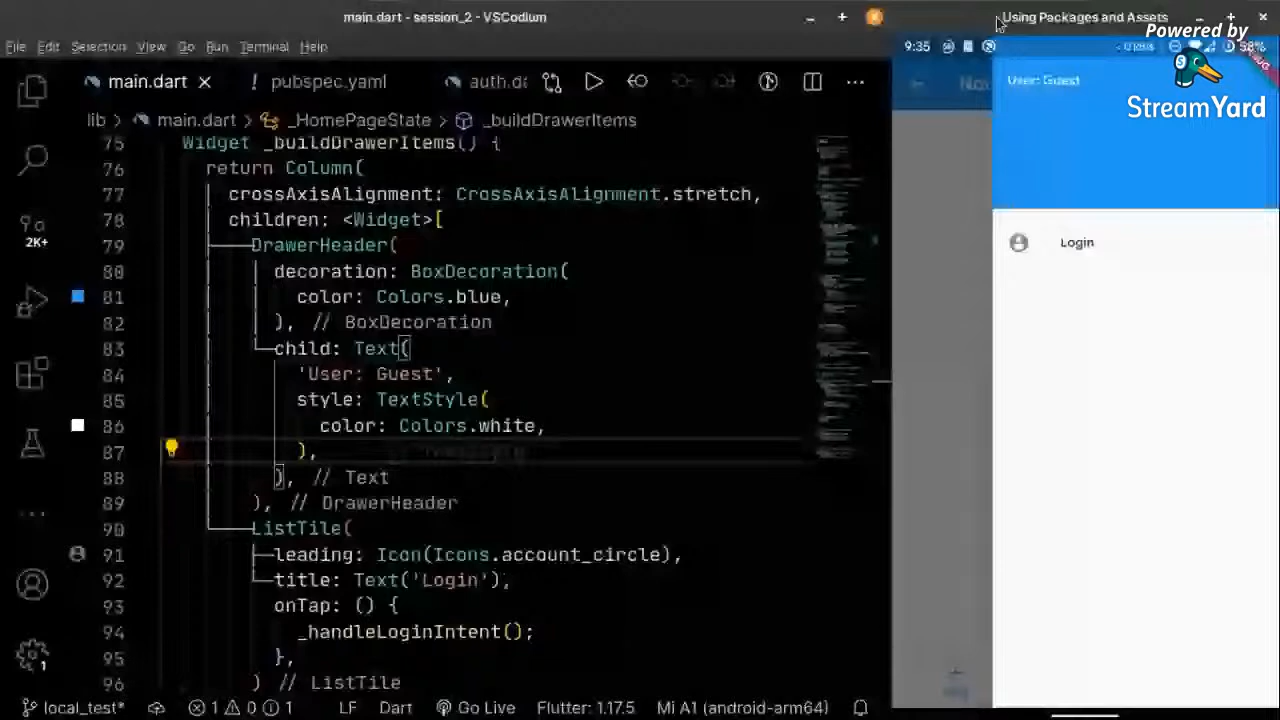 main.dart - session_2 - VSCodium
File Edit Selection View Go Run Terminal Help
main.dart
pubspec.yaml
lib > main.dart > _HomePageState > _buildDrawerItems
75 Widget _buildDrawerItems() {
76 return Column(
77 crossAxisAlignment: CrossAxisAlignment.stretch,
78 children: <Widget>[
79 DrawerHeader(
80 decoration: BoxDecoration(
81 color: Colors.blue,
82 ), // BoxDecoration
83 child: Text(
84 'User: Guest',
85 style: TextStyle(
86 color: Colors.white,
87 ),
88 ), // Text
89 ), // DrawerHeader
90 ListTile(
91 leading: Icon(Icons.account_circle),
92 title: Text('Login'),
93 onTap: () {
94 _handleLoginIntent();
95 },
96 // ListTile
2K+
1
local_test* 1 0 1 LF Dart Go Live Flutter: 1.17.5 Mi A1 (android-arm64)
Using Packages and Assets
Powered by
StreamYard
9:35
58%
User: Guest
Login